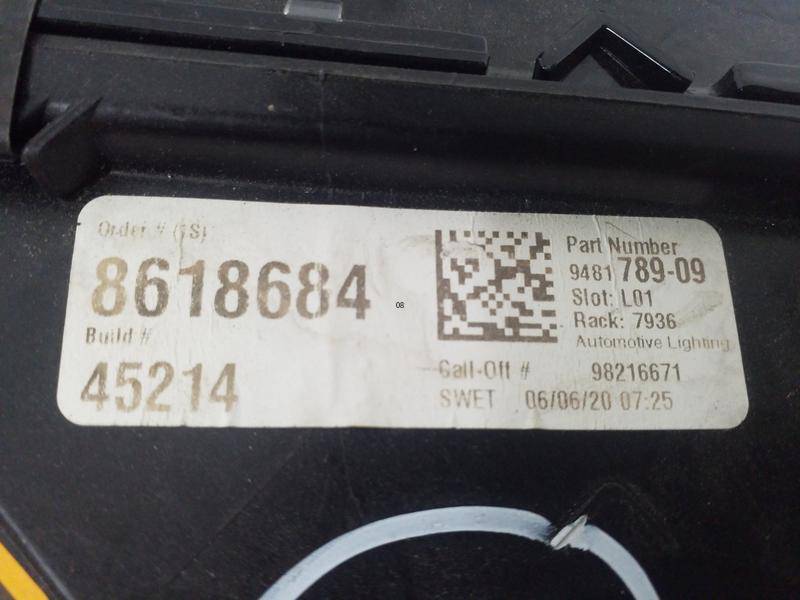 Order # (1S)
8618684
08
Build #
45214
Part Number
9481 789-09
Slot: L01
Rack: 7936
Automotive Lighting
Call-Off # 98216671
SWET 06/06/20 07:25